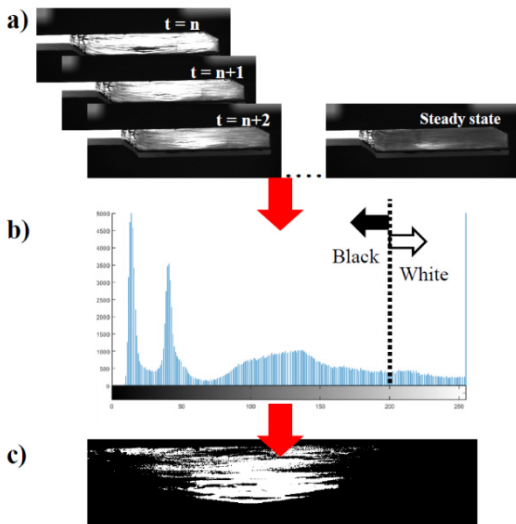 a)
t = n
t = n+1
t = n+2
Steady state
b)
5000
4500
4000
3500
3000
2500
2000
1500
1000
500
0
Black
White
0
50
100
150
200
250
c)